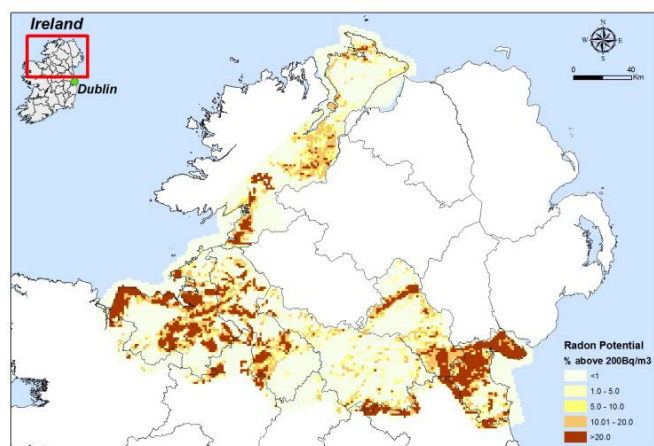 Ireland
Dublin
N
W E
S
0 40
Km
Radon Potential
% above 200Bq/m3
<1
1.0 - 5.0
5.0 - 10.0
10.01 - 20.0
>20.0